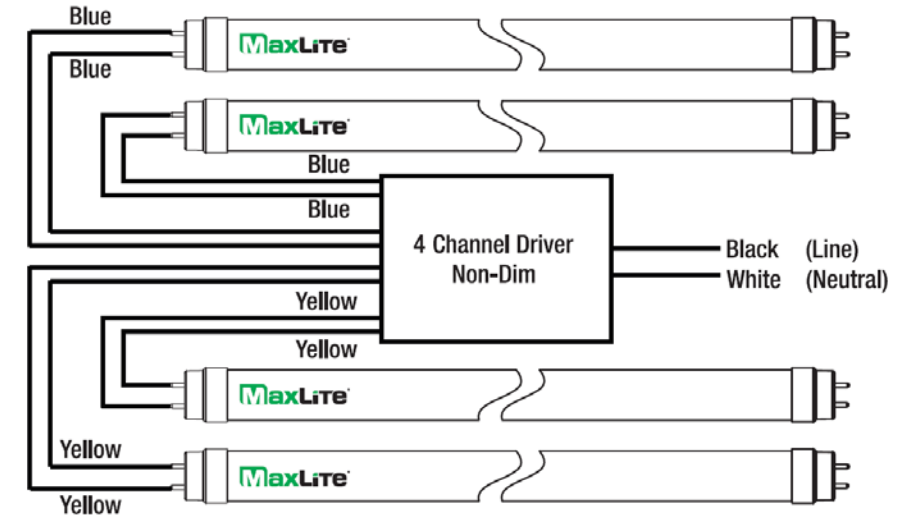 Blue
MaxLiTe
Blue
MaxLiTe
Blue
Blue
4 Channel Driver
Non-Dim
Black (Line)
White (Neutral)
Yellow
Yellow
MaxLiTe
Yellow
MaxLiTe
Yellow